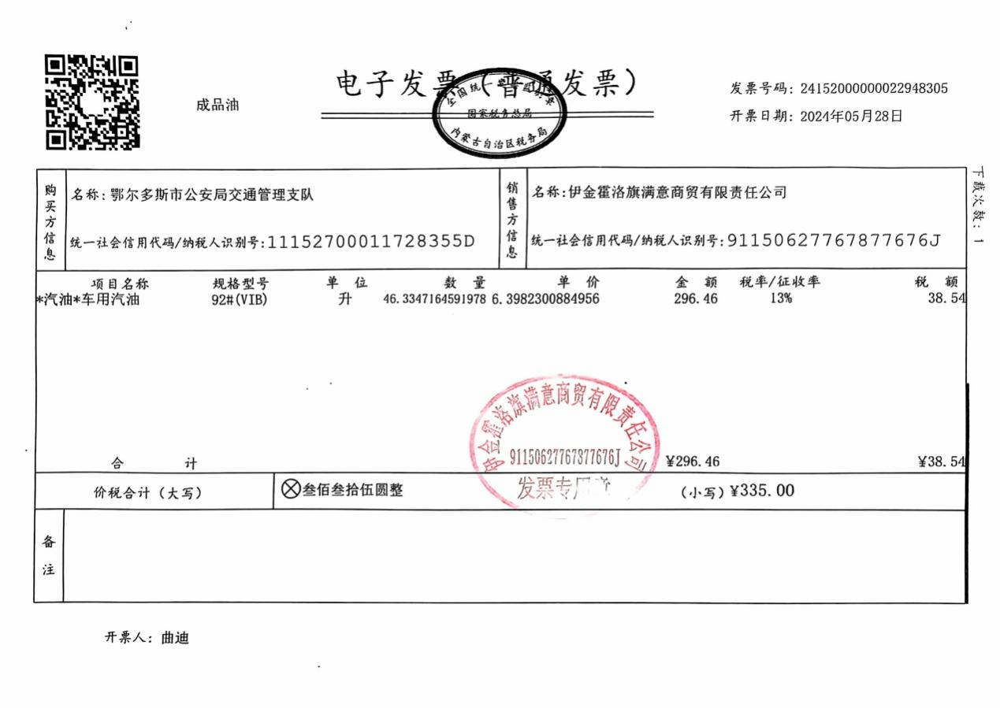 电子发票（普通发票）
全国统一发票监制章
国家税务总局
内蒙古自治区税务局
成品油
发票号码：24152000000022948305
开票日期：2024年05月28日
下载次数：1
购买方信息
名称：鄂尔多斯市公安局交通管理支队
统一社会信用代码/纳税人识别号：11152700011728355D
销售方信息
名称：伊金霍洛旗满意商贸有限责任公司
统一社会信用代码/纳税人识别号：91150627767877676J
项目名称 规格型号 单位 数量 单价 金额 税率/征收率 税额
*汽油*车用汽油 92#(VIB) 升 46.3347164591978 6.3982300884956 296.46 13% 38.54
合计 ¥296.46 ¥38.54
伊金霍洛旗满意商贸有限责任公司
91150627767877676J
发票专用章
价税合计（大写） ⊗叁佰叁拾伍圆整 （小写）¥335.00
备注
开票人：曲迪